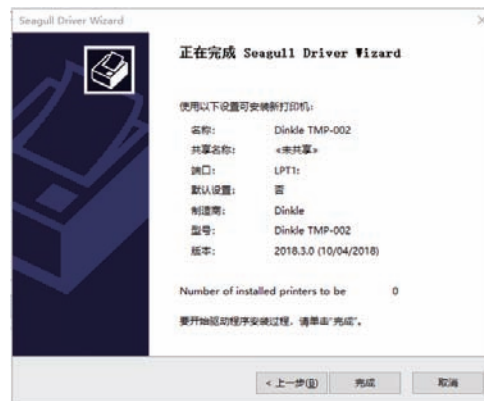 Seagull Driver Wizard
正在完成 Seagull Driver Wizard
使用以下设置可安装新打印机:
名称: Dinkle TMP-002
共享名称: <未共享>
端口: LPT1:
默认设置: 否
制造商: Dinkle
型号: Dinkle TMP-002
版本: 2018.3.0 (10/04/2018)
Number of installed printers to be 0
要开始驱动程序安装过程，请单击“完成”。
< 上一步(B) 完成 取消